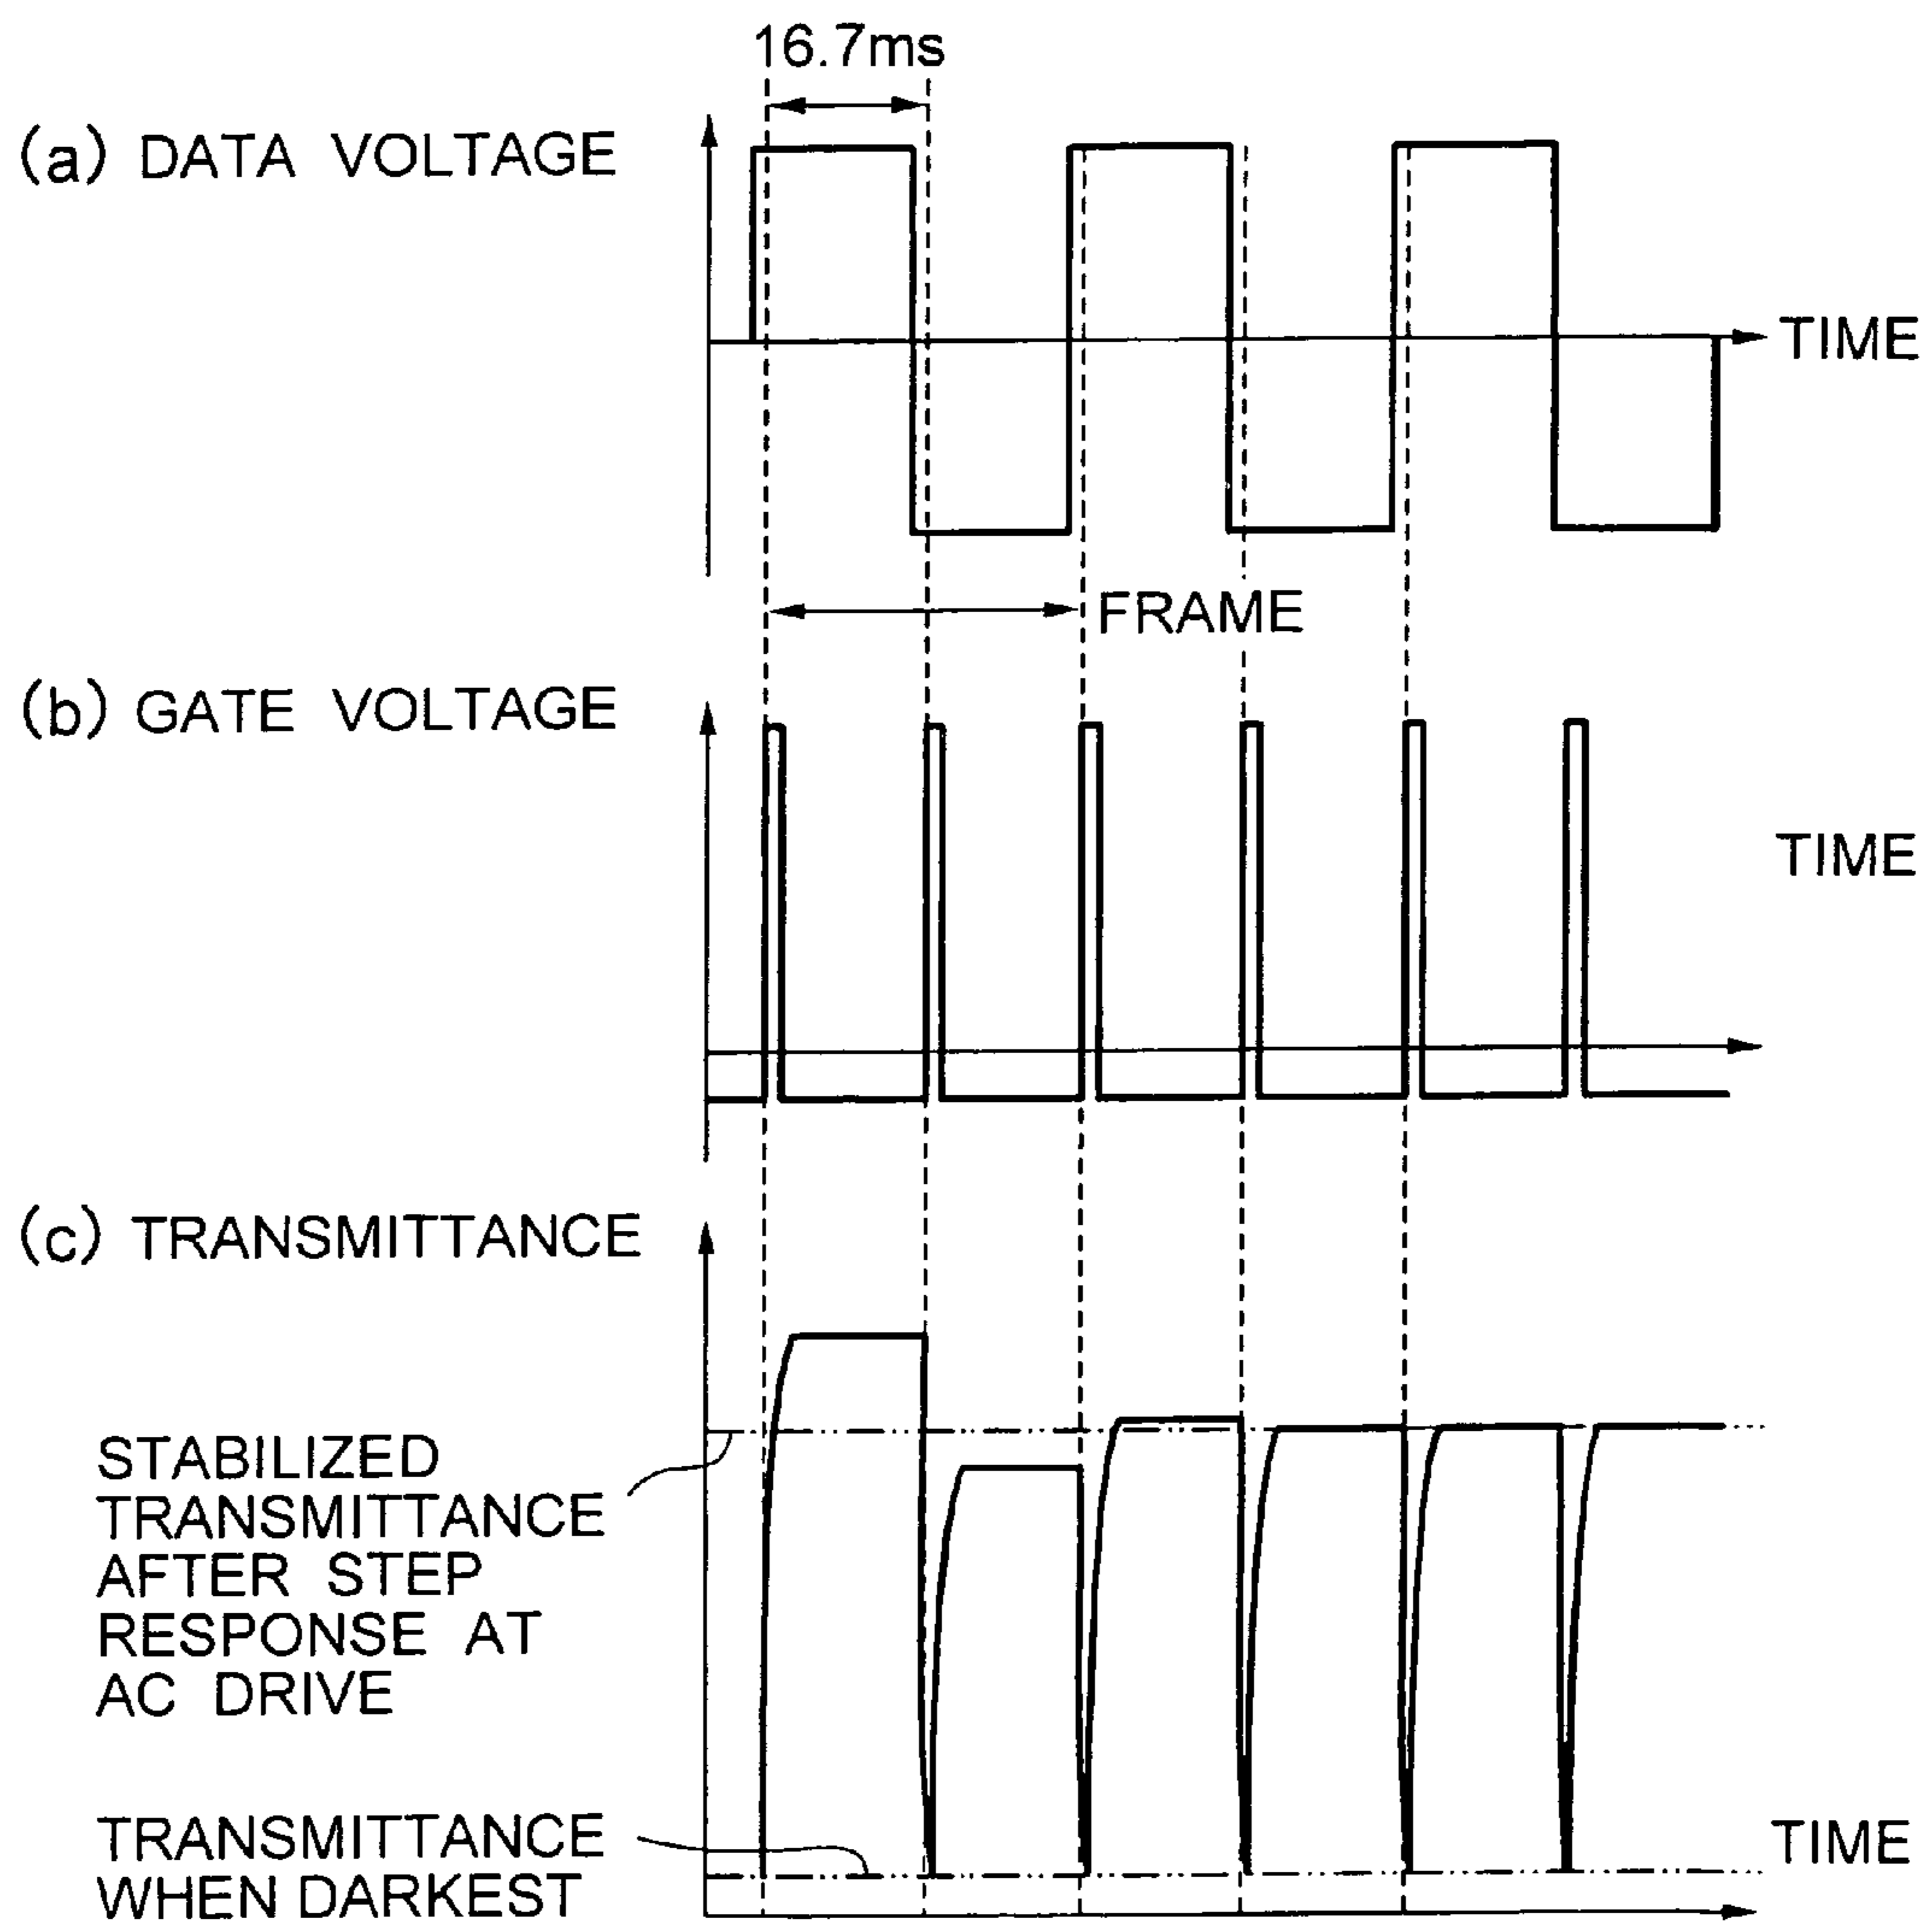 16.7ms
(a) DATA VOLTAGE
TIME
FRAME
(b) GATE VOLTAGE
TIME
(c) TRANSMITTANCE
STABILIZED
TRANSMITTANCE
AFTER STEP
RESPONSE AT
AC DRIVE
TRANSMITTANCE
WHEN DARKEST
TIME